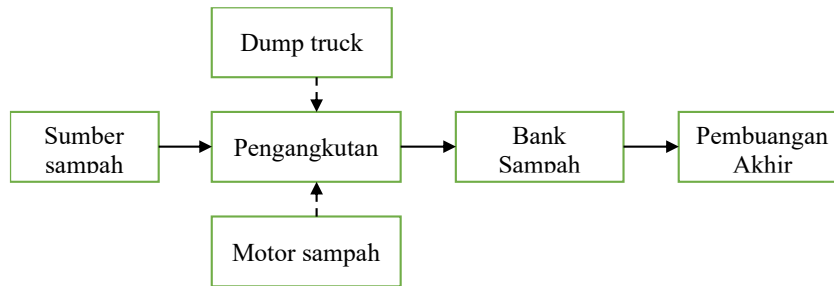 Dump truck
Sumber
sampah
Pengangkutan
Bank
Sampah
Pembuangan
Akhir
Motor sampah